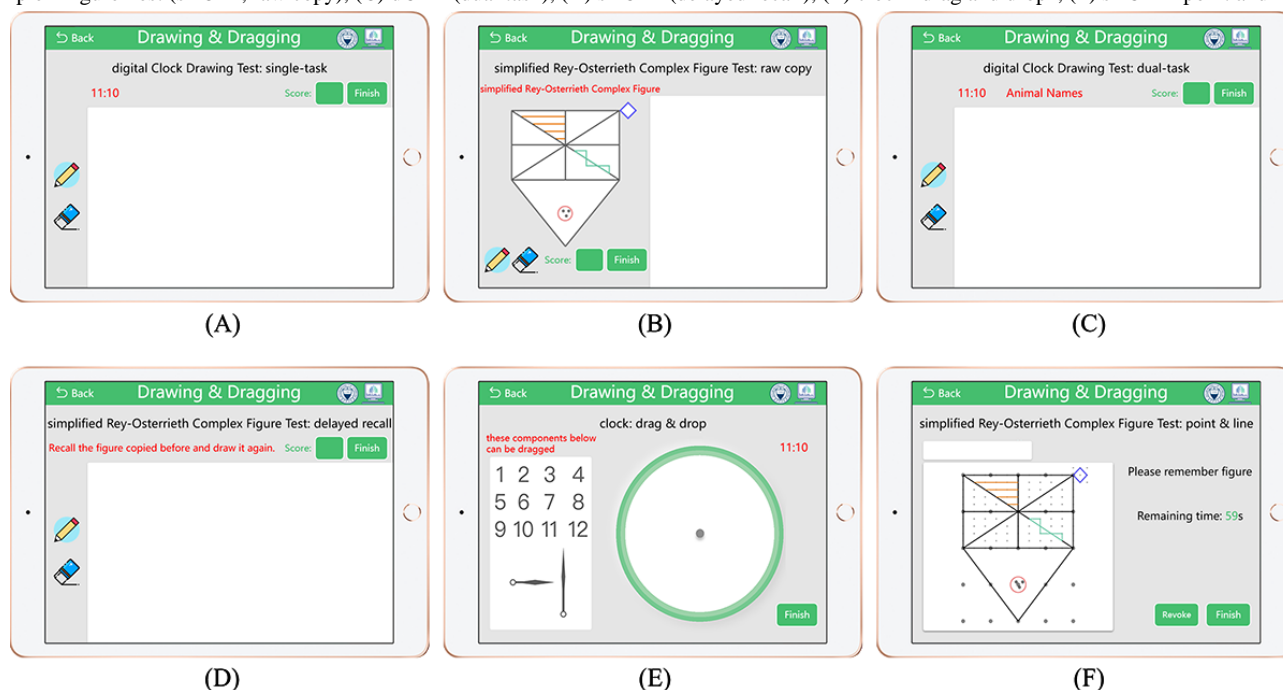 Back Drawing & Dragging
digital Clock Drawing Test: single-task
11:10 Score: Finish
(A)
Back Drawing & Dragging
simplified Rey-Osterrieth Complex Figure Test: raw copy
simplified Rey-Osterrieth Complex Figure
Score: Finish
(B)
Back Drawing & Dragging
digital Clock Drawing Test: dual-task
11:10 Animal Names Score: Finish
(C)
Back Drawing & Dragging
simplified Rey-Osterrieth Complex Figure Test: delayed recall
Recall the figure copied before and draw it again. Score: Finish
(D)
Back Drawing & Dragging
clock: drag & drop
these components below
can be dragged
11:10
1 2 3 4
5 6 7 8
9 10 11 12
Finish
(E)
Back Drawing & Dragging
simplified Rey-Osterrieth Complex Figure Test: point & line
Please remember figure
Remaining time: 59s
Revoke Finish
(F)